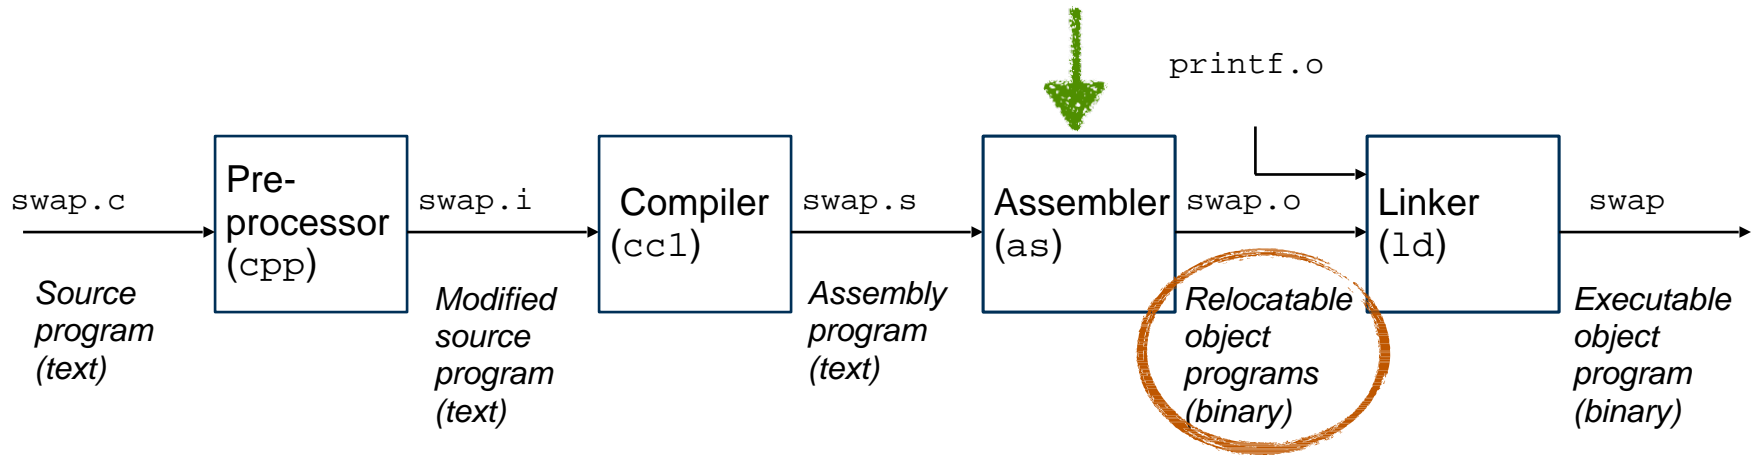 printf.o
swap.c
Pre-
processor
(cpp)
swap.i
Compiler
(cc1)
swap.s
Assembler
(as)
swap.o
Linker
(ld)
swap
Source
program
(text)
Modified
source
program
(text)
Assembly
program
(text)
Relocatable
object
programs
(binary)
Executable
object
program
(binary)